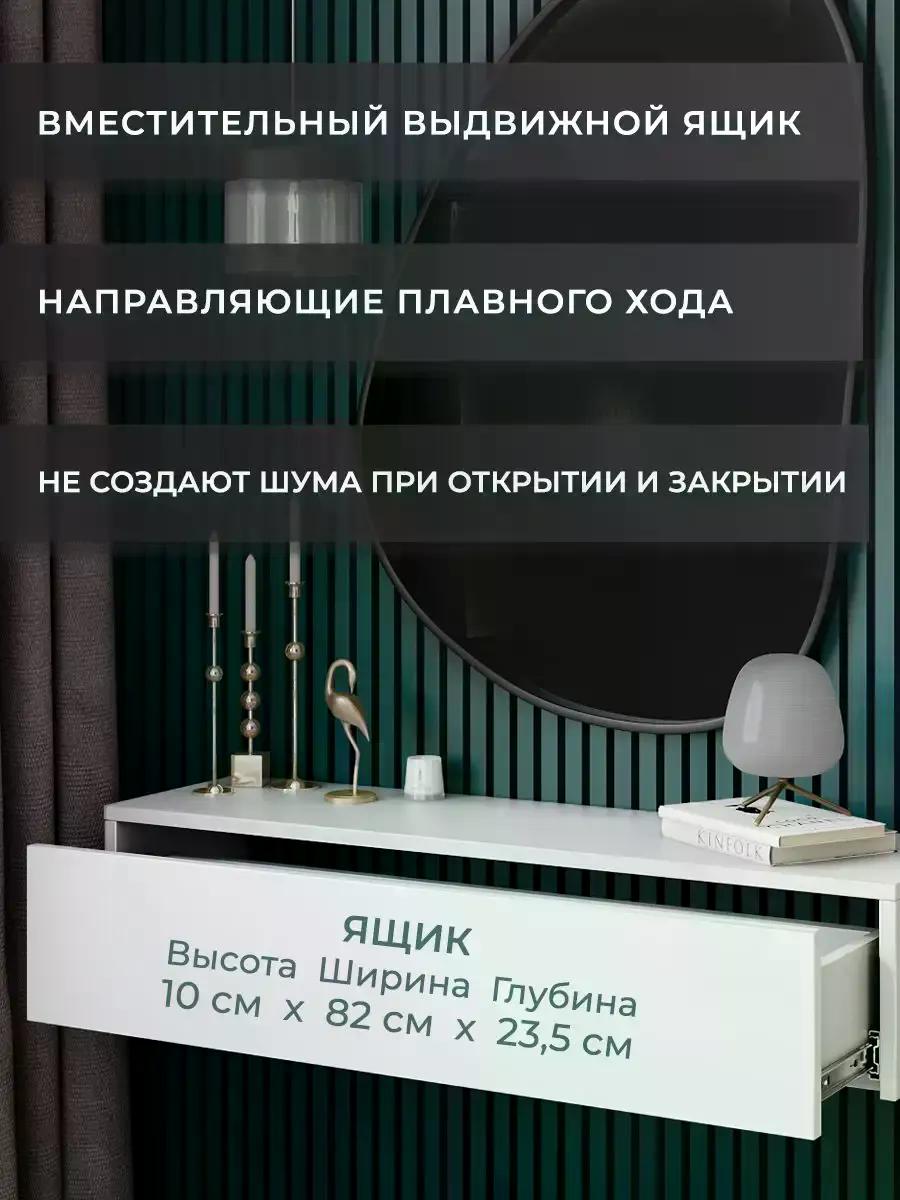 ВМЕСТИТЕЛЬНЫЙ ВЫДВИЖНОЙ ЯЩИК
НАПРАВЛЯЮЩИЕ ПЛАВНОГО ХОДА
НЕ СОЗДАЮТ ШУМА ПРИ ОТКРЫТИИ И ЗАКРЫТИИ
KINFOLK
ЯЩИК
Высота Ширина Глубина
10 см x 82 см x 23,5 см